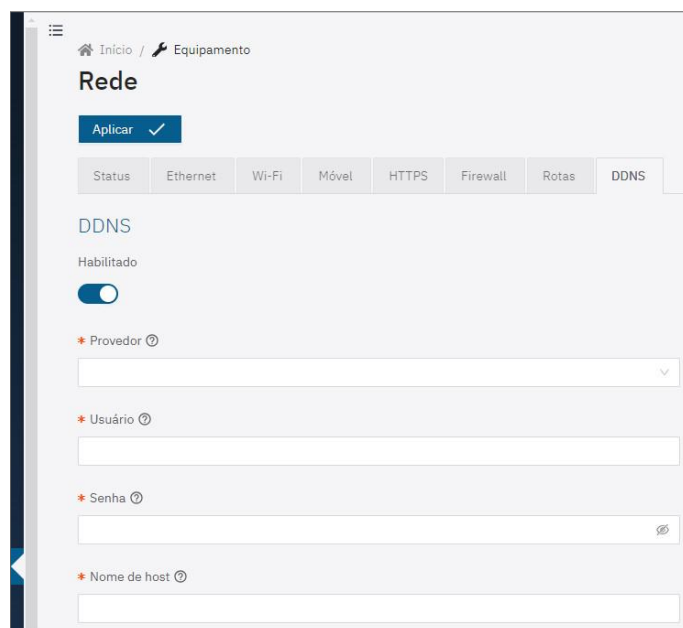 Início / Equipamento
Rede
Aplicar
Status Ethernet Wi-Fi Móvel HTTPS Firewall Rotas DDNS
DDNS
Habilitado
* Provedor
* Usuário
* Senha
* Nome de host